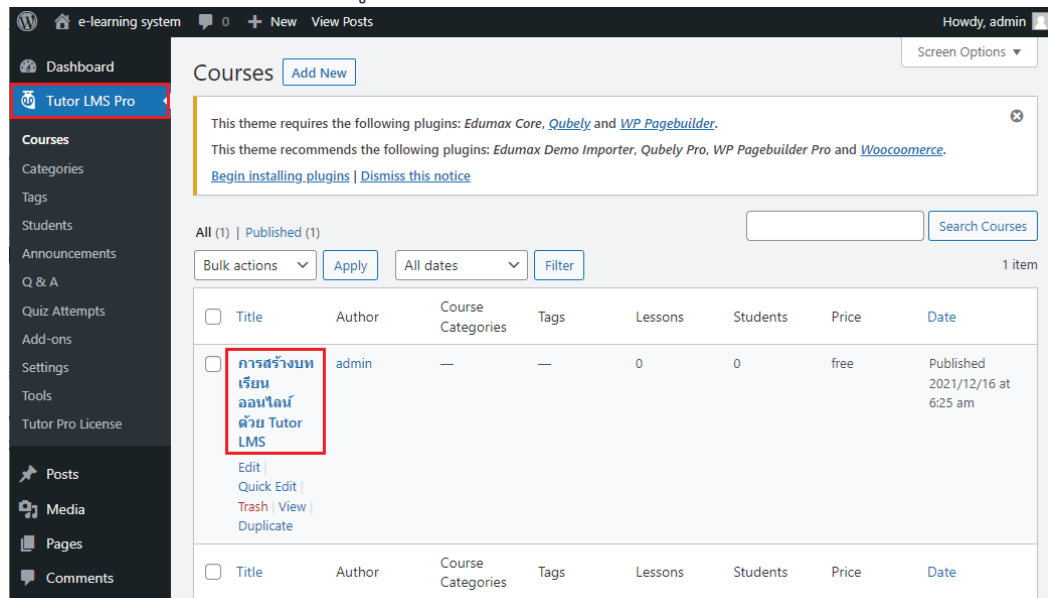 e-learning system 0 + New View Posts Howdy, admin
Dashboard
Tutor LMS Pro
Courses
Categories
Tags
Students
Announcements
Q & A
Quiz Attempts
Add-ons
Settings
Tools
Tutor Pro License
Posts
Media
Pages
Comments
Screen Options ▼
Courses Add New
This theme requires the following plugins: Edumax Core, Qubely and WP Pagebuilder.
This theme recommends the following plugins: Edumax Demo Importer, Qubely Pro, WP Pagebuilder Pro and Woocoomerce.
Begin installing plugins | Dismiss this notice
All (1) | Published (1)
Search Courses
Bulk actions Apply All dates Filter 1 item
Title Author Course Categories Tags Lessons Students Price Date
การสร้างบท
เรียน
ออนไลน์
ด้วย Tutor
LMS
admin — — 0 0 free
Published
2021/12/16 at
6:25 am
Edit |
Quick Edit |
Trash | View |
Duplicate
Title Author Course Categories Tags Lessons Students Price Date